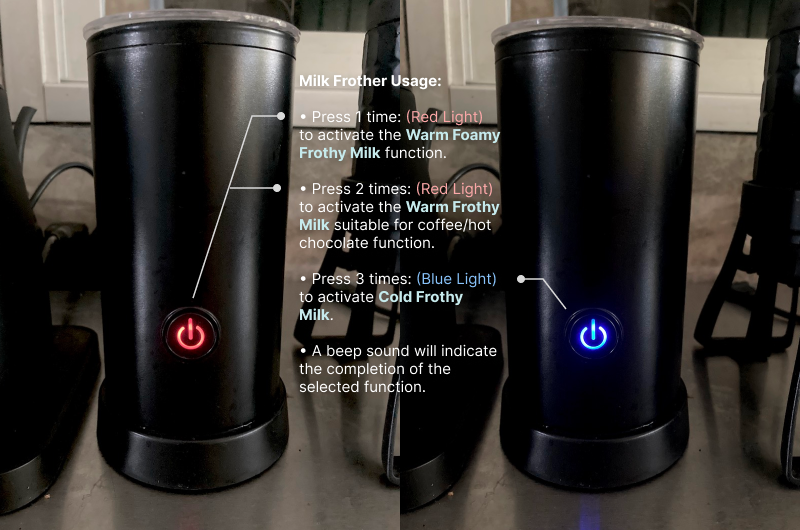 Milk Frother Usage:
• Press 1 time: (Red Light)
to activate the Warm Foamy
Frothy Milk function.
• Press 2 times: (Red Light)
to activate the Warm Frothy
Milk suitable for coffee/hot
chocolate function.
• Press 3 times: (Blue Light)
to activate Cold Frothy
Milk.
• A beep sound will indicate
the completion of the
selected function.